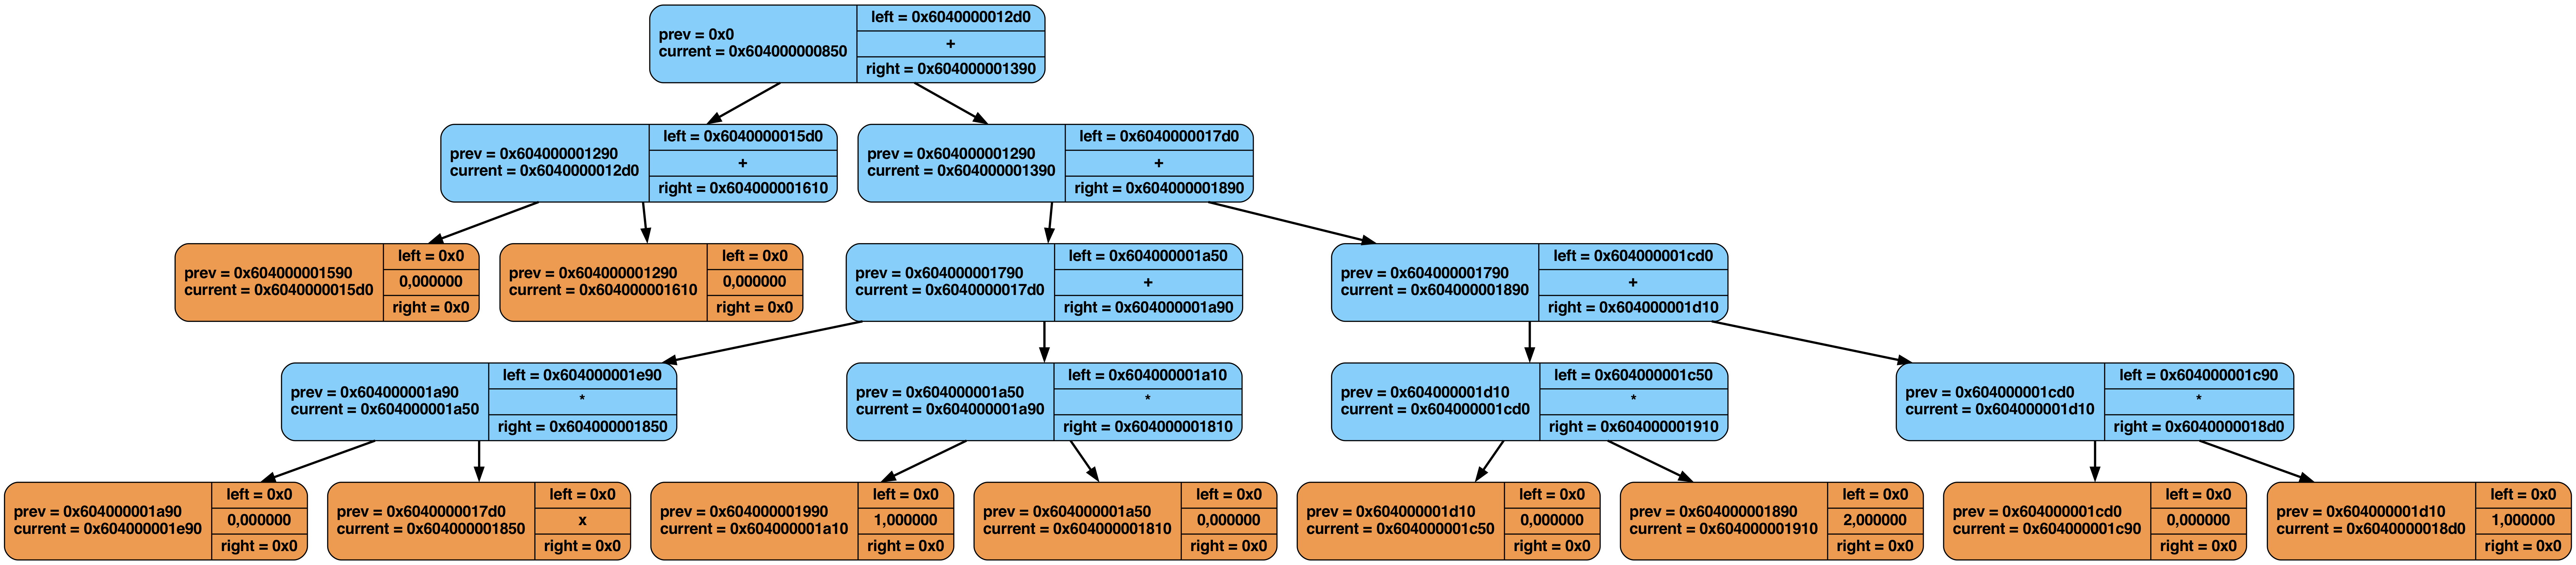 prev = 0x0
current = 0x604000000850
left = 0x6040000012d0
+
right = 0x604000001390
prev = 0x604000001290
current = 0x6040000012d0
left = 0x6040000015d0
+
right = 0x604000001610
prev = 0x604000001290
current = 0x604000001390
left = 0x6040000017d0
+
right = 0x604000001890
prev = 0x604000001590
current = 0x6040000015d0
left = 0x0
0,000000
right = 0x0
prev = 0x604000001290
current = 0x604000001610
left = 0x0
0,000000
right = 0x0
prev = 0x604000001790
current = 0x6040000017d0
left = 0x604000001a50
+
right = 0x604000001a90
prev = 0x604000001790
current = 0x604000001890
left = 0x604000001cd0
+
right = 0x604000001d10
prev = 0x604000001a90
current = 0x604000001a50
left = 0x604000001e90
*
right = 0x604000001850
prev = 0x604000001a50
current = 0x604000001a90
left = 0x604000001a10
*
right = 0x604000001810
prev = 0x604000001d10
current = 0x604000001cd0
left = 0x604000001c50
*
right = 0x604000001910
prev = 0x604000001cd0
current = 0x604000001d10
left = 0x604000001c90
*
right = 0x6040000018d0
prev = 0x604000001a90
current = 0x604000001e90
left = 0x0
0,000000
right = 0x0
prev = 0x6040000017d0
current = 0x604000001850
left = 0x0
x
right = 0x0
prev = 0x604000001990
current = 0x604000001a10
left = 0x0
1,000000
right = 0x0
prev = 0x604000001a50
current = 0x604000001810
left = 0x0
0,000000
right = 0x0
prev = 0x604000001d10
current = 0x604000001c50
left = 0x0
0,000000
right = 0x0
prev = 0x604000001890
current = 0x604000001910
left = 0x0
2,000000
right = 0x0
prev = 0x604000001cd0
current = 0x604000001c90
left = 0x0
0,000000
right = 0x0
prev = 0x604000001d10
current = 0x6040000018d0
left = 0x0
1,000000
right = 0x0